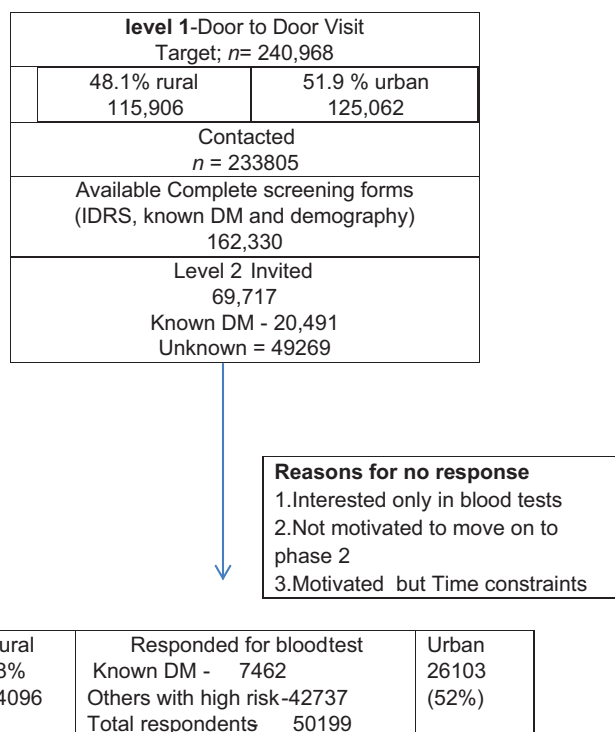 level 1-Door to Door Visit
Target; n= 240,968
48.1% rural
115,906
51.9 % urban
125,062
Contacted
n = 233805
Available Complete screening forms
(IDRS, known DM and demography)
162,330
Level 2 Invited
69,717
Known DM - 20,491
Unknown = 49269
Reasons for no response
1.Interested only in blood tests
2.Not motivated to move on to
phase 2
3.Motivated but Time constraints
Responded for bloodtest
Known DM - 7462
Others with high risk-42737
Total respondents 50199
Urban
26103
(52%)